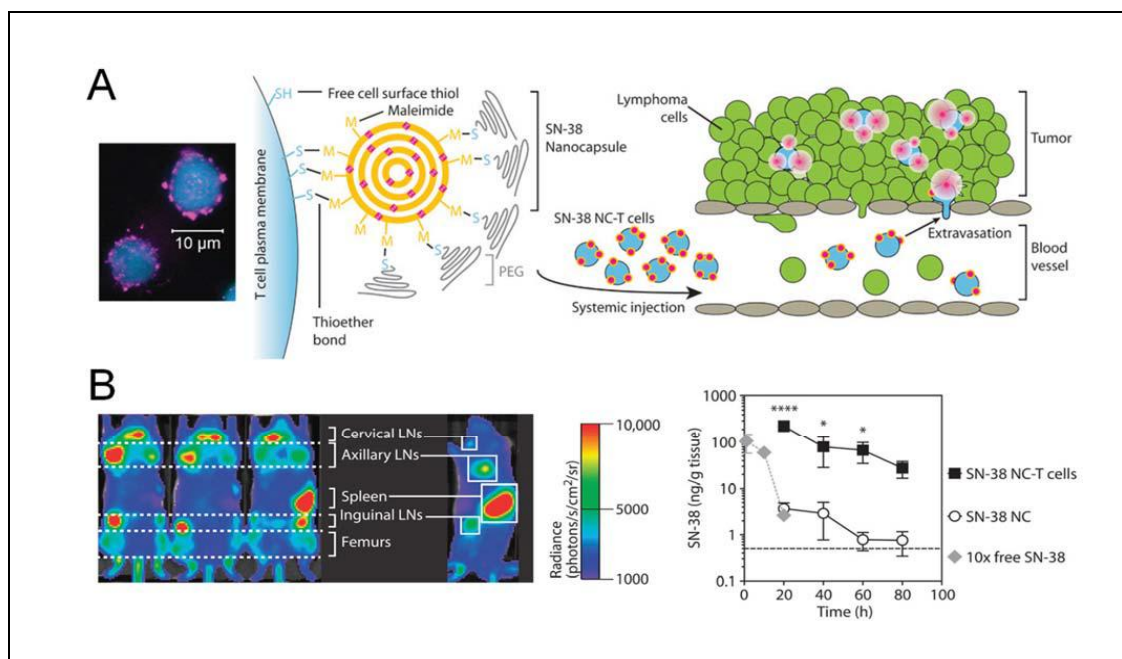 A
SH
Free cell surface thiol
Maleimide
M
S
M
S
M
S
M
M
M
S
S
M
S
M
S
M
S
M
S
10 µm
T cell plasma membrane
Thioether
bond
SN-38
Nanocapsule
PEG
Lymphoma
cells
Tumor
SN-38 NC-T cells
Extravasation
Blood
vessel
Systemic injection
B
Cervical LNs
Axillary LNs
Spleen
Inguinal LNs
Femurs
Radiance
(photons/s/cm²/sr)
10,000
5000
1000
SN-38 (ng/g tissue)
1000
100
10
1
0.1
****
*
*
0 20 40 60 80 100
Time (h)
SN-38 NC-T cells
SN-38 NC
10x free SN-38